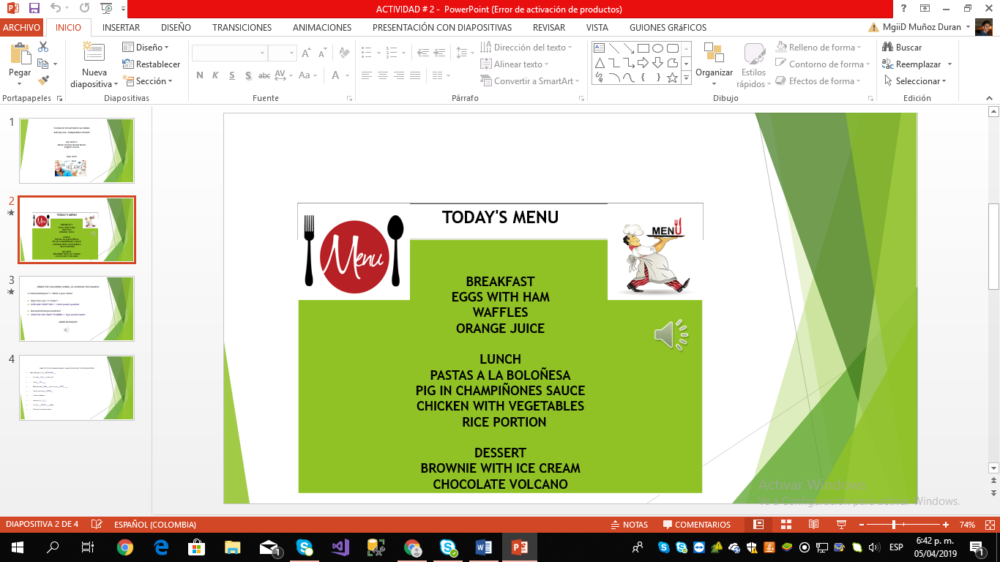 ACTIVIDAD # 2 - PowerPoint (Error de activación de productos)
ARCHIVO
INICIO
INSERTAR
DISEÑO
TRANSICIONES
ANIMACIONES
PRESENTACIÓN CON DIAPOSITIVAS
REVISAR
VISTA
GUIONES GRáFICOS
MgiiD Muñoz Duran
Pegar
Nueva
diapositiva
Diseño
Restablecer
Sección
N K S S abc AV Aa A
Dirección del texto
Alinear texto
Convertir a SmartArt
Organizar
Estilos
rápidos
Relleno de forma
Contorno de forma
Efectos de forma
Buscar
Reemplazar
Seleccionar
Portapapeles
Diapositivas
Fuente
Párrafo
Dibujo
Edición
1
2
3
4
TODAY'S MENU
Menu
MENU
BREAKFAST
EGGS WITH HAM
WAFFLES
ORANGE JUICE
LUNCH
PASTAS A LA BOLOÑESA
PIG IN CHAMPIÑONES SAUCE
CHICKEN WITH VEGETABLES
RICE PORTION
DESSERT
BROWNIE WITH ICE CREAM
CHOCOLATE VOLCANO
Activar Windows
Ve a Configuración para activar Windows.
DIAPOSITIVA 2 DE 4
ESPAÑOL (COLOMBIA)
NOTAS
COMENTARIOS
74%
ESP
6:42 p. m.
05/04/2019